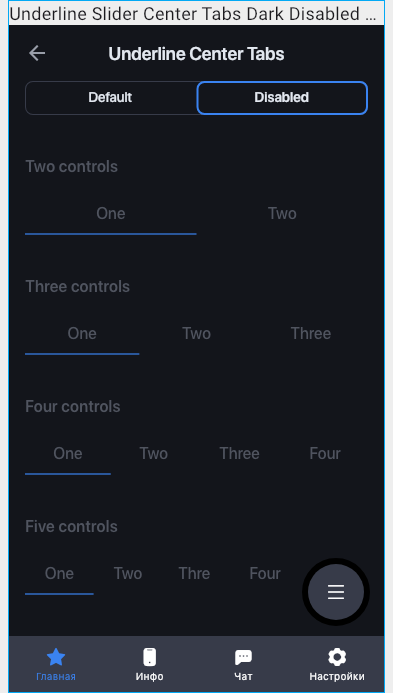 Underline Slider Center Tabs Dark Disabled ...
Underline Center Tabs
Default Disabled
Two controls
One Two
Three controls
One Two Three
Four controls
One Two Three Four
Five controls
One Two Thre Four
Главная Инфо Чат Настройки